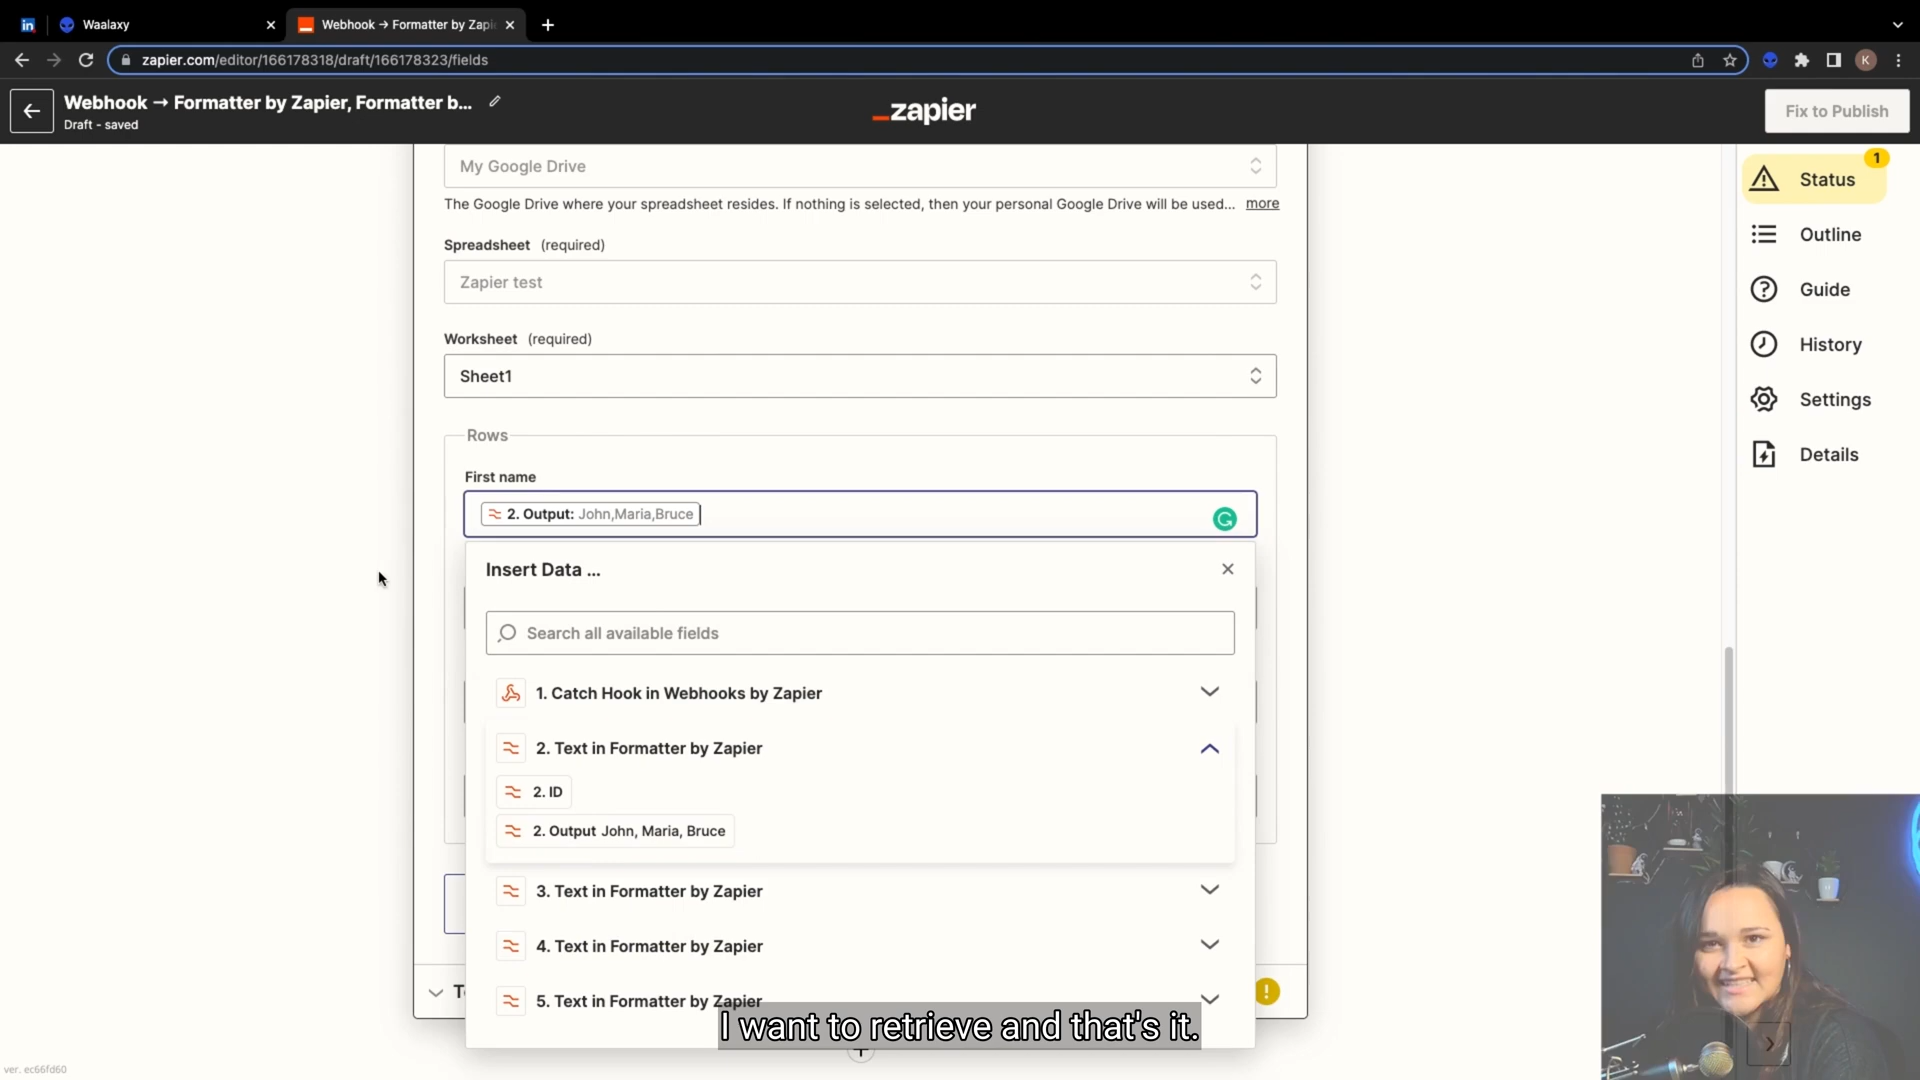 in
Waalaxy
Webhook → Formatter by Zapi
zapier.com/editor/166178318/draft/166178323/fields
K
Webhook → Formatter by Zapier, Formatter b...
Draft - saved
_zapier
Fix to Publish
My Google Drive
The Google Drive where your spreadsheet resides. If nothing is selected, then your personal Google Drive will be used... more
Spreadsheet (required)
Zapier test
Worksheet (required)
Sheet1
Rows
First name
2. Output: John,Maria,Bruce
Insert Data ...
Search all available fields
1. Catch Hook in Webhooks by Zapier
2. Text in Formatter by Zapier
2. ID
2. Output John, Maria, Bruce
3. Text in Formatter by Zapier
4. Text in Formatter by Zapier
5. Text in Formatter by Zapier
I want to retrieve and that's it.
1
Status
Outline
Guide
History
Settings
Details
ver. ec66fd60